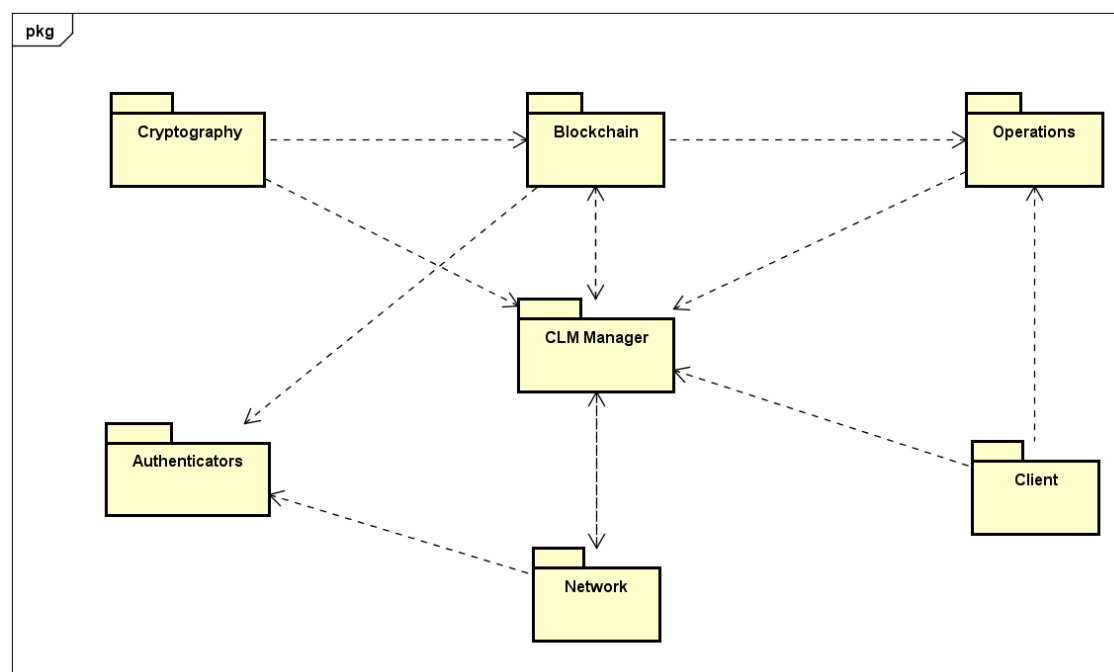 pkg
Cryptography
Blockchain
Operations
CLM Manager
Authenticators
Client
Network